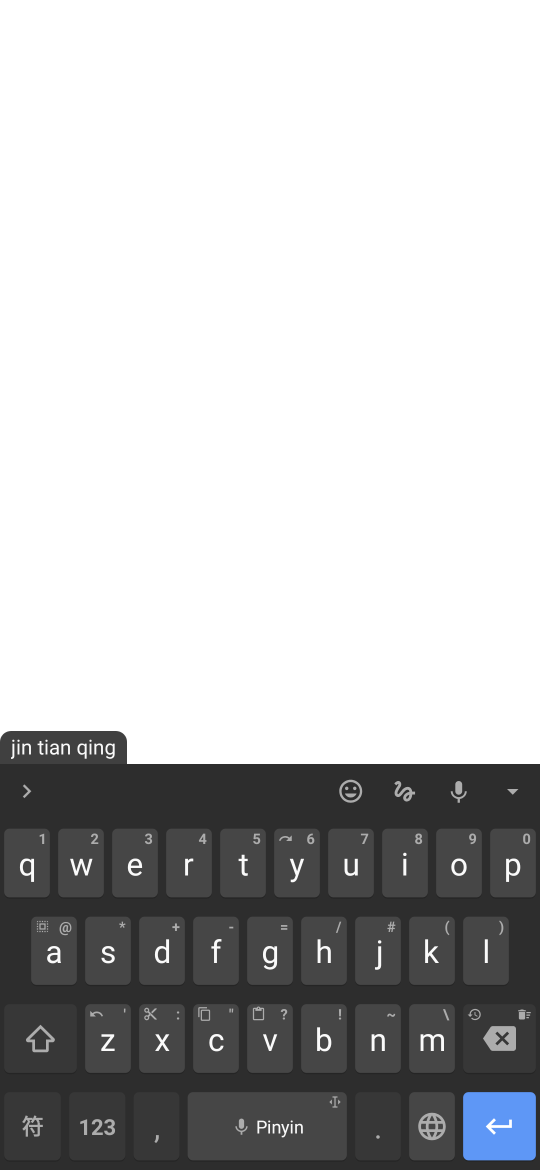 jin tian qing
1 2 3 4 5 6 7 8 9 0
q w e r t y u i o p
@ * + - = / # ( )
a s d f g h j k l
' : " ? ! ~ \
z x c v b n m
符 123 , Pinyin .